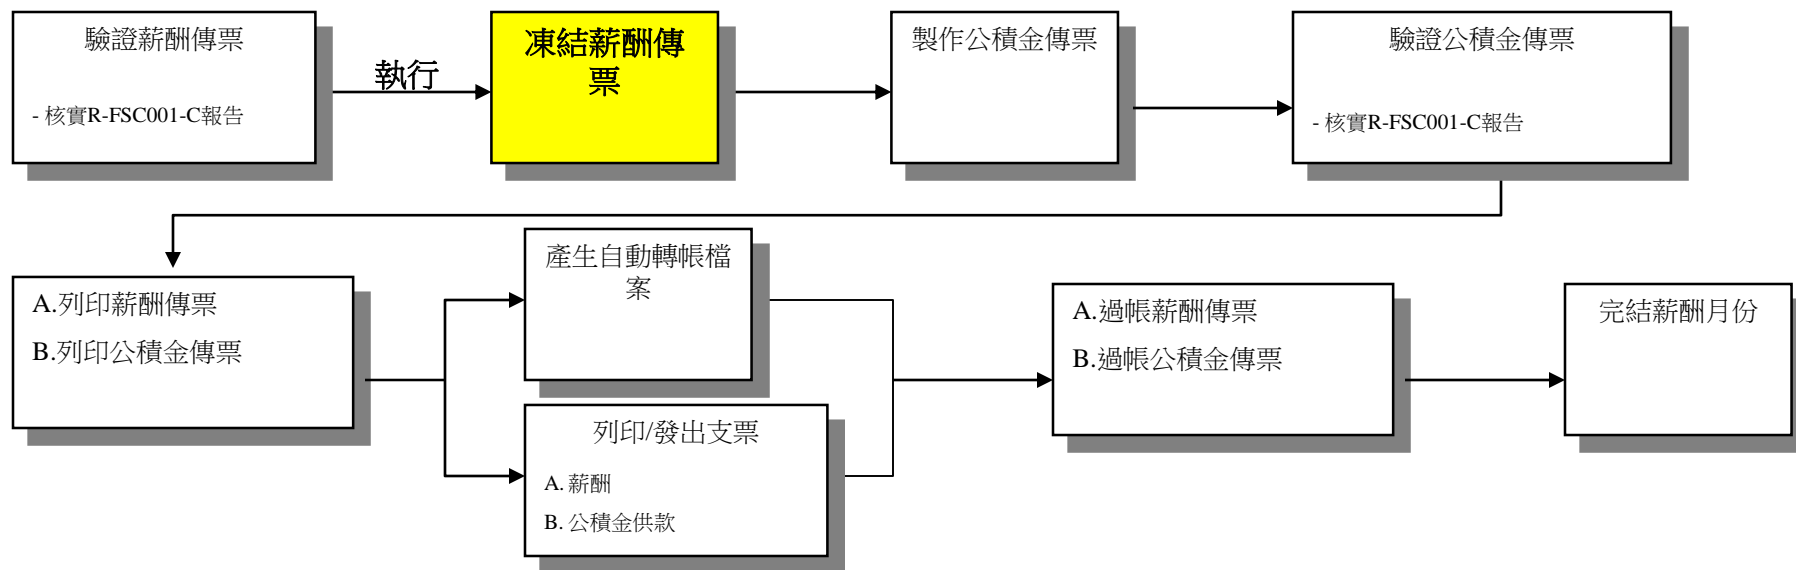 驗證薪酬傳票
- 核實R-FSC001-C報告
執行
凍結薪酬傳
票
製作公積金傳票
驗證公積金傳票
- 核實R-FSC001-C報告
A.列印薪酬傳票
B.列印公積金傳票
產生自動轉帳檔
案
列印/發出支票
A. 薪酬
B. 公積金供款
A.過帳薪酬傳票
B.過帳公積金傳票
完結薪酬月份